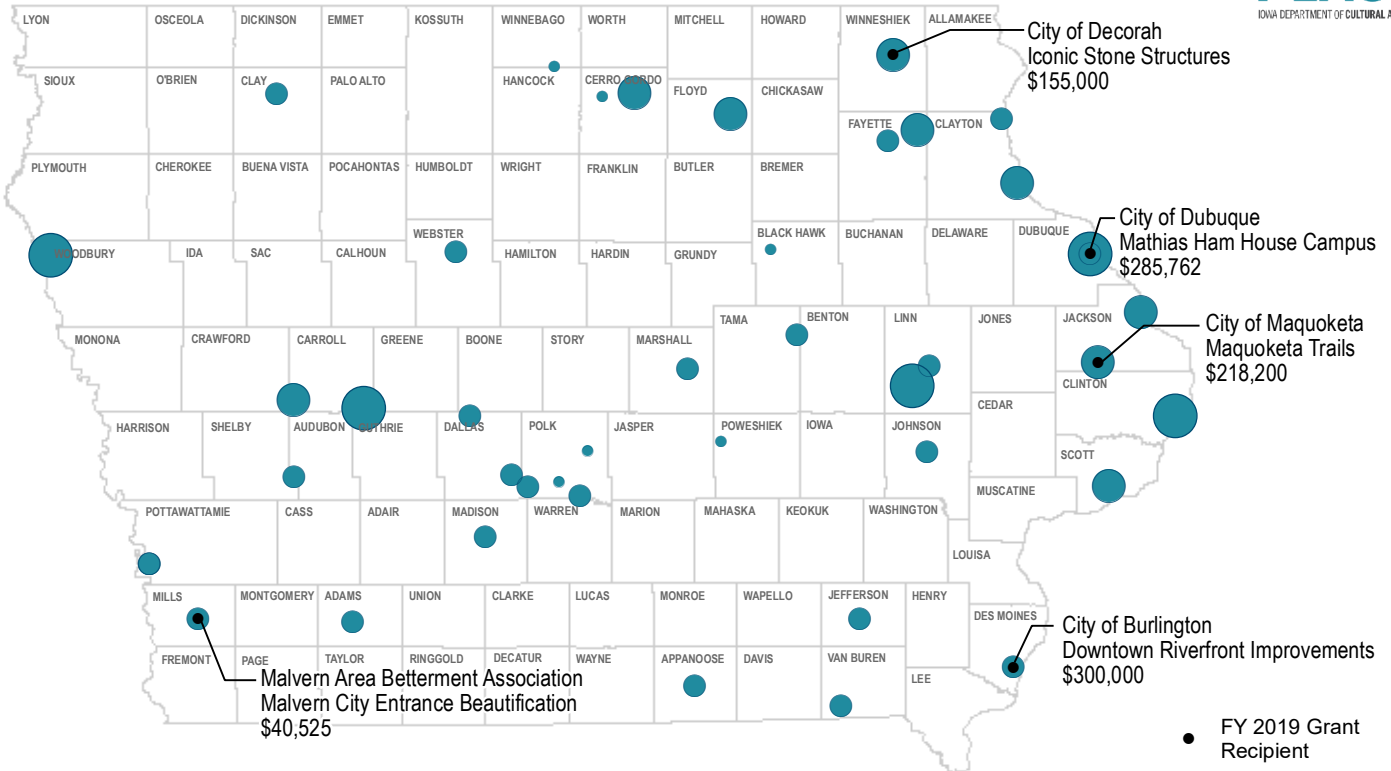 IOWA DEPARTMENT OF CULTURAL A
LYON OSCEOLA DICKINSON EMMET KOSSUTH WINNEBAGO WORTH MITCHELL HOWARD WINNESHIEK ALLAMAKEE
City of Decorah
Iconic Stone Structures
$155,000
SIOUX O'BRIEN CLAY PALO ALTO HANCOCK CERRO GORDO FLOYD CHICKASAW
FAYETTE CLAYTON
PLYMOUTH CHEROKEE BUENA VISTA POCAHONTAS HUMBOLDT WRIGHT FRANKLIN BUTLER BREMER
City of Dubuque
Mathias Ham House Campus
$285,762
WOODBURY IDA SAC CALHOUN WEBSTER HAMILTON HARDIN GRUNDY BLACK HAWK BUCHANAN DELAWARE DUBUQUE
MONONA CRAWFORD CARROLL GREENE BOONE STORY MARSHALL TAMA BENTON LINN JONES JACKSON
City of Maquoketa
Maquoketa Trails
$218,200
CLINTON
CEDAR
HARRISON SHELBY AUDUBON GUTHRIE DALLAS POLK JASPER POWESHIEK IOWA JOHNSON
SCOTT
MUSCATINE
POTTAWATTAMIE CASS ADAIR MADISON WARREN MARION MAHASKA KEOKUK WASHINGTON
LOUISA
MILLS MONTGOMERY ADAMS UNION CLARKE LUCAS MONROE WAPELLO JEFFERSON HENRY
DES MOINES
City of Burlington
Downtown Riverfront Improvements
$300,000
FREMONT PAGE TAYLOR RINGGOLD DECATUR WAYNE APPANOOSE DAVIS VAN BUREN
LEE
Malvern Area Betterment Association
Malvern City Entrance Beautification
$40,525
FY 2019 Grant
Recipient